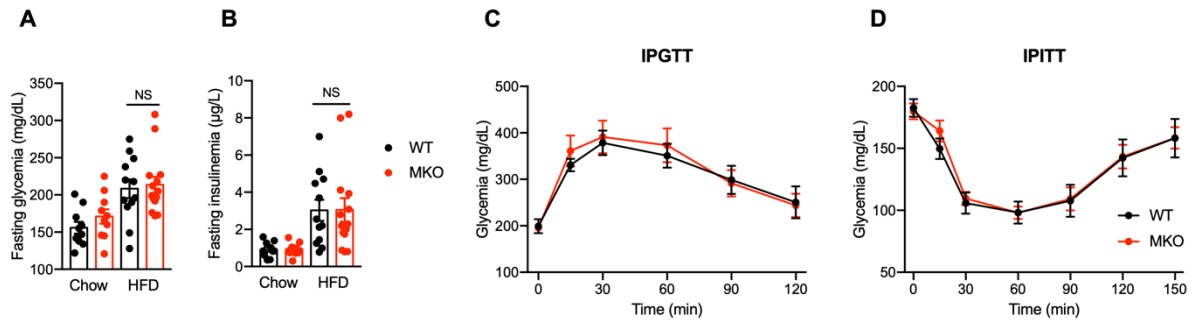 A
Fasting glycemia (mg/dL)
350
300
250
200
150
100
NS
Chow HFD
B
Fasting insulinemia (µg/L)
10
8
6
4
2
0
NS
Chow HFD
WT
MKO
C
IPGTT
Glycemia (mg/dL)
500
400
300
200
100
0 30 60 90 120
Time (min)
D
IPITT
Glycemia (mg/dL)
200
150
100
50
0 30 60 90 120 150
Time (min)
WT
MKO